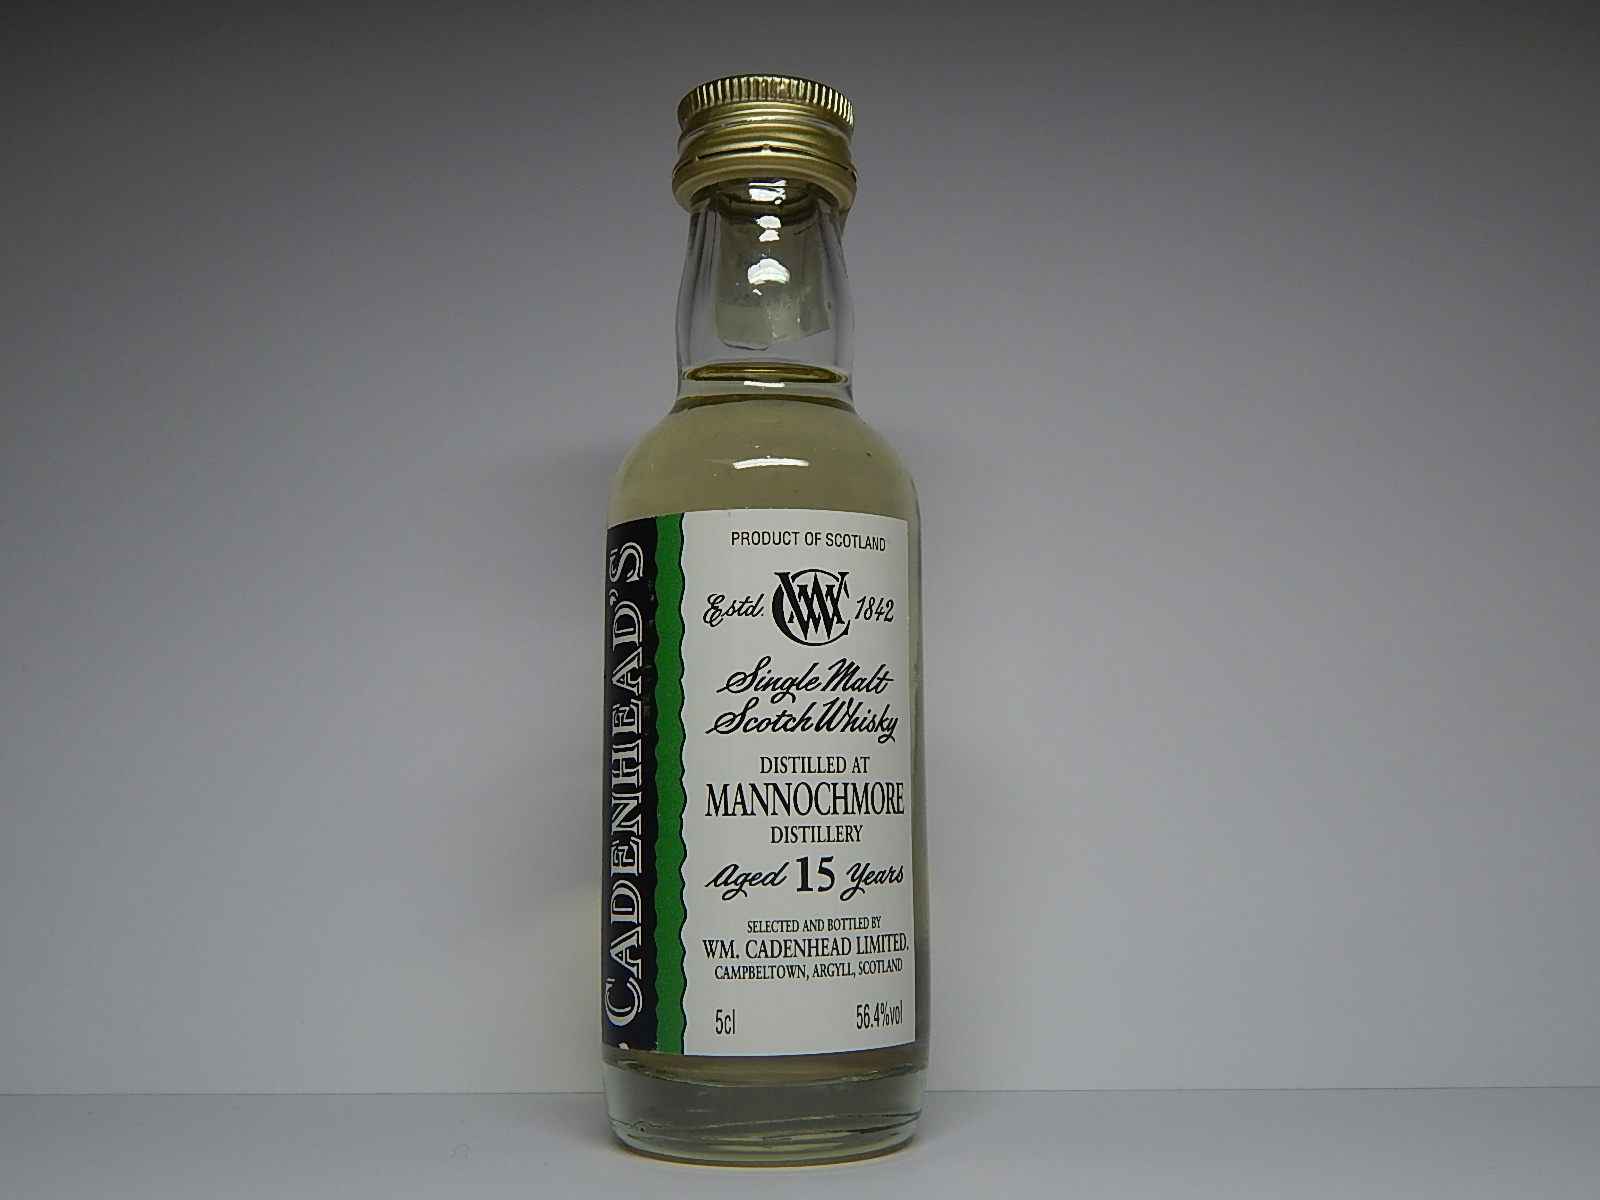 CADENHEAD'S
PRODUCT OF SCOTLAND
Estd. WC 1842
Single Malt
Scotch Whisky
DISTILLED AT
MANNOCHMORE
DISTILLERY
Aged 15 Years
SELECTED AND BOTTLED BY
WM. CADENHEAD LIMITED.
CAMPBELTOWN, ARGYLL, SCOTLAND
5cl 56.4%vol